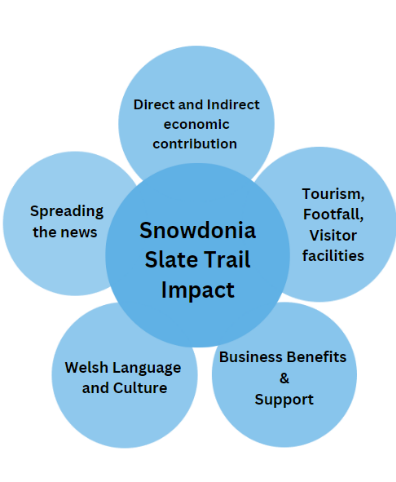 Direct and Indirect
economic
contribution
Tourism,
Footfall,
Visitor
facilities
Spreading
the news
Snowdonia
Slate Trail
Impact
Welsh Language
and Culture
Business Benefits
&
Support